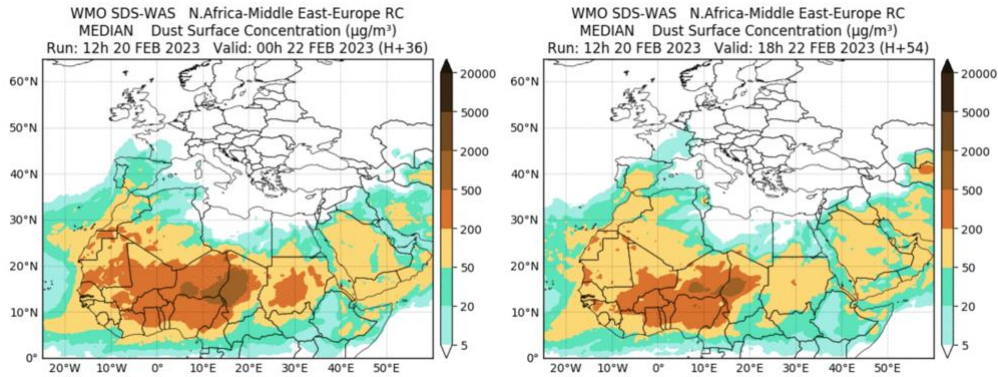 WMO SDS-WAS N.Africa-Middle East-Europe RC
MEDIAN Dust Surface Concentration (µg/m³)
Run: 12h 20 FEB 2023 Valid: 00h 22 FEB 2023 (H+36)
60°N
50°N
40°N
30°N
20°N
10°N
0°
20°W
10°W
0°
10°E
20°E
30°E
40°E
50°E
20000
5000
2000
500
200
50
20
5
WMO SDS-WAS N.Africa-Middle East-Europe RC
MEDIAN Dust Surface Concentration (µg/m³)
Run: 12h 20 FEB 2023 Valid: 18h 22 FEB 2023 (H+54)
60°N
50°N
40°N
30°N
20°N
10°N
0°
20°W
10°W
0°
10°E
20°E
30°E
40°E
50°E
20000
5000
2000
500
200
50
20
5